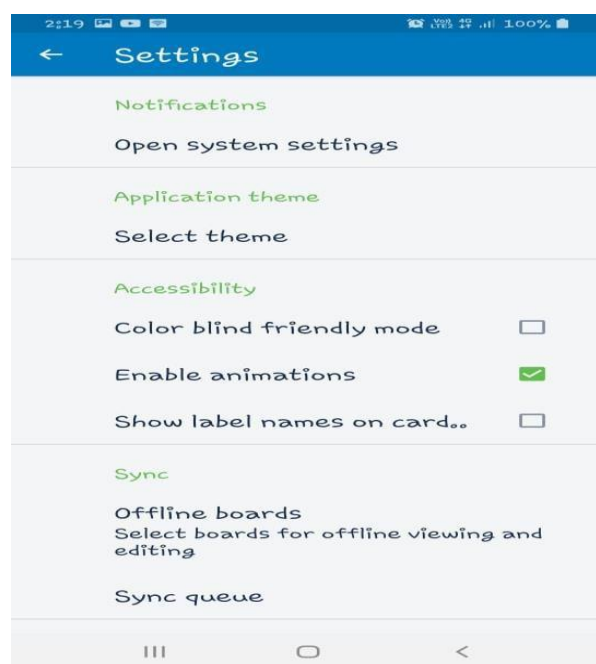 2:19 100%
Settings
Notifications
Open system settings
Application theme
Select theme
Accessibility
Color blind friendly mode
Enable animations
Show label names on card..
Sync
Offline boards
Select boards for offline viewing and
editing
Sync queue